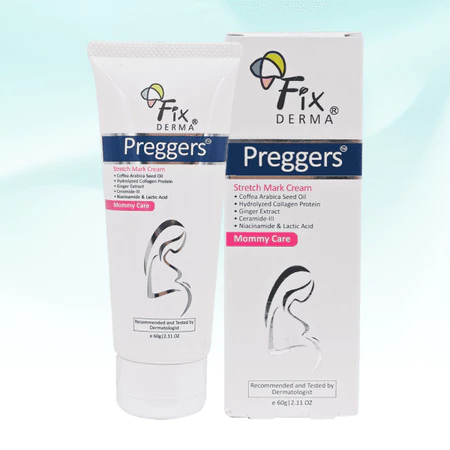 Fix
DERMA®
Preggers™
Stretch Mark Cream
• Coffea Arabica Seed Oil
• Hydrolyzed Collagen Protein
• Ginger Extract
• Ceramide-III
• Niacinamide & Lactic Acid
Mommy Care
Recommended and Tested by
Dermatologist
e 60g|2.11 OZ
Fix
DERMA®
Preggers™
Stretch Mark Cream
• Coffea Arabica Seed Oil
• Hydrolyzed Collagen Protein
• Ginger Extract
• Ceramide-III
• Niacinamide & Lactic Acid
Mommy Care
Recommended and Tested by
Dermatologist
e 60g|2.11 OZ